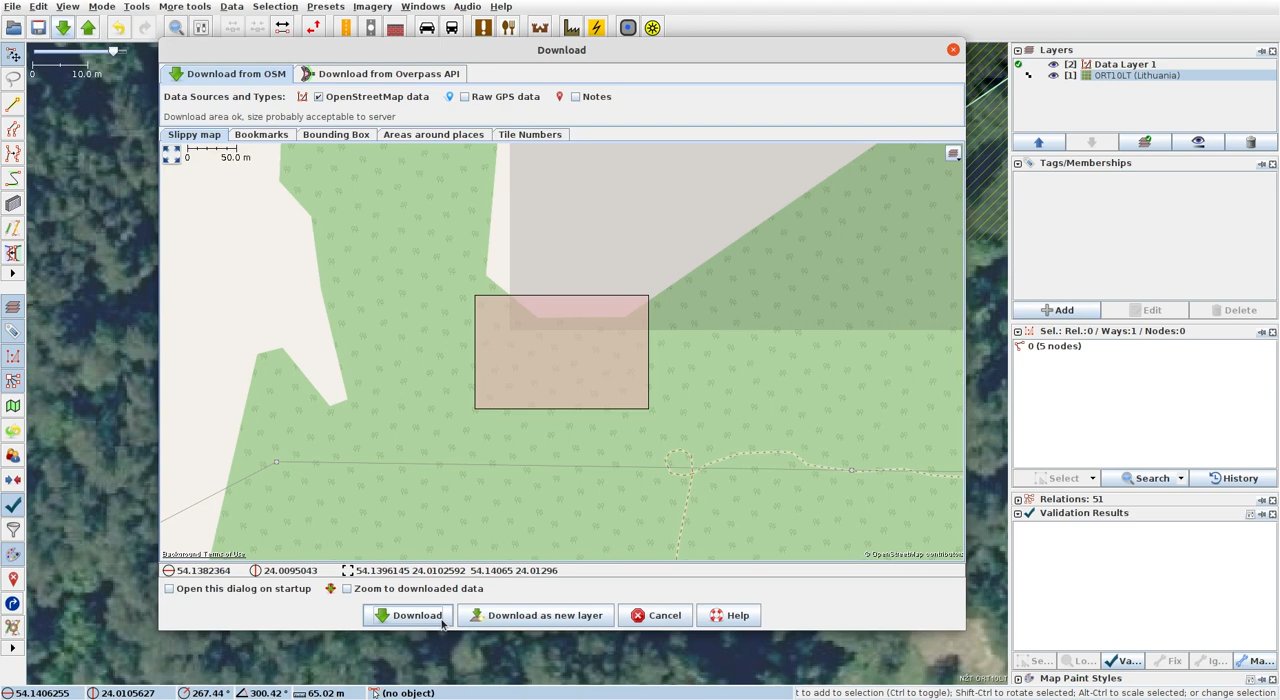 File Edit View Mode Tools More tools Data Selection Presets Imagery Windows Audio Help
Download
0 10.0 m
Download from OSM Download from Overpass API
Data Sources and Types: OpenStreetMap data Raw GPS data Notes
Download area ok, size probably acceptable to server
Slippy map Bookmarks Bounding Box Areas around places Tile Numbers
0 50.0 m
Background Terms of Use
© OpenStreetMap contributors
54.1382364 24.0095043 54.1396145 24.0102592 54.14065 24.01296
Open this dialog on startup Zoom to downloaded data
Download Download as new layer Cancel Help
Layers
[2] Data Layer 1
[1] ORT10LT (Lithuania)
Tags/Memberships
Add Edit Delete
Sel.: Rel.:0 / Ways:1 / Nodes:0
0 (5 nodes)
Select Search History
Relations: 51
Validation Results
Se... Lo... Va... Fix Ig... Ma...
Map Paint Styles
NŽT ORT10LT
54.1406255 24.0105627 267.44 ° 300.42 ° 65.02 m (no object) t to add to selection (Ctrl to toggle); Shift-Ctrl to rotate selected; Alt-Ctrl to scale selected; or change selection